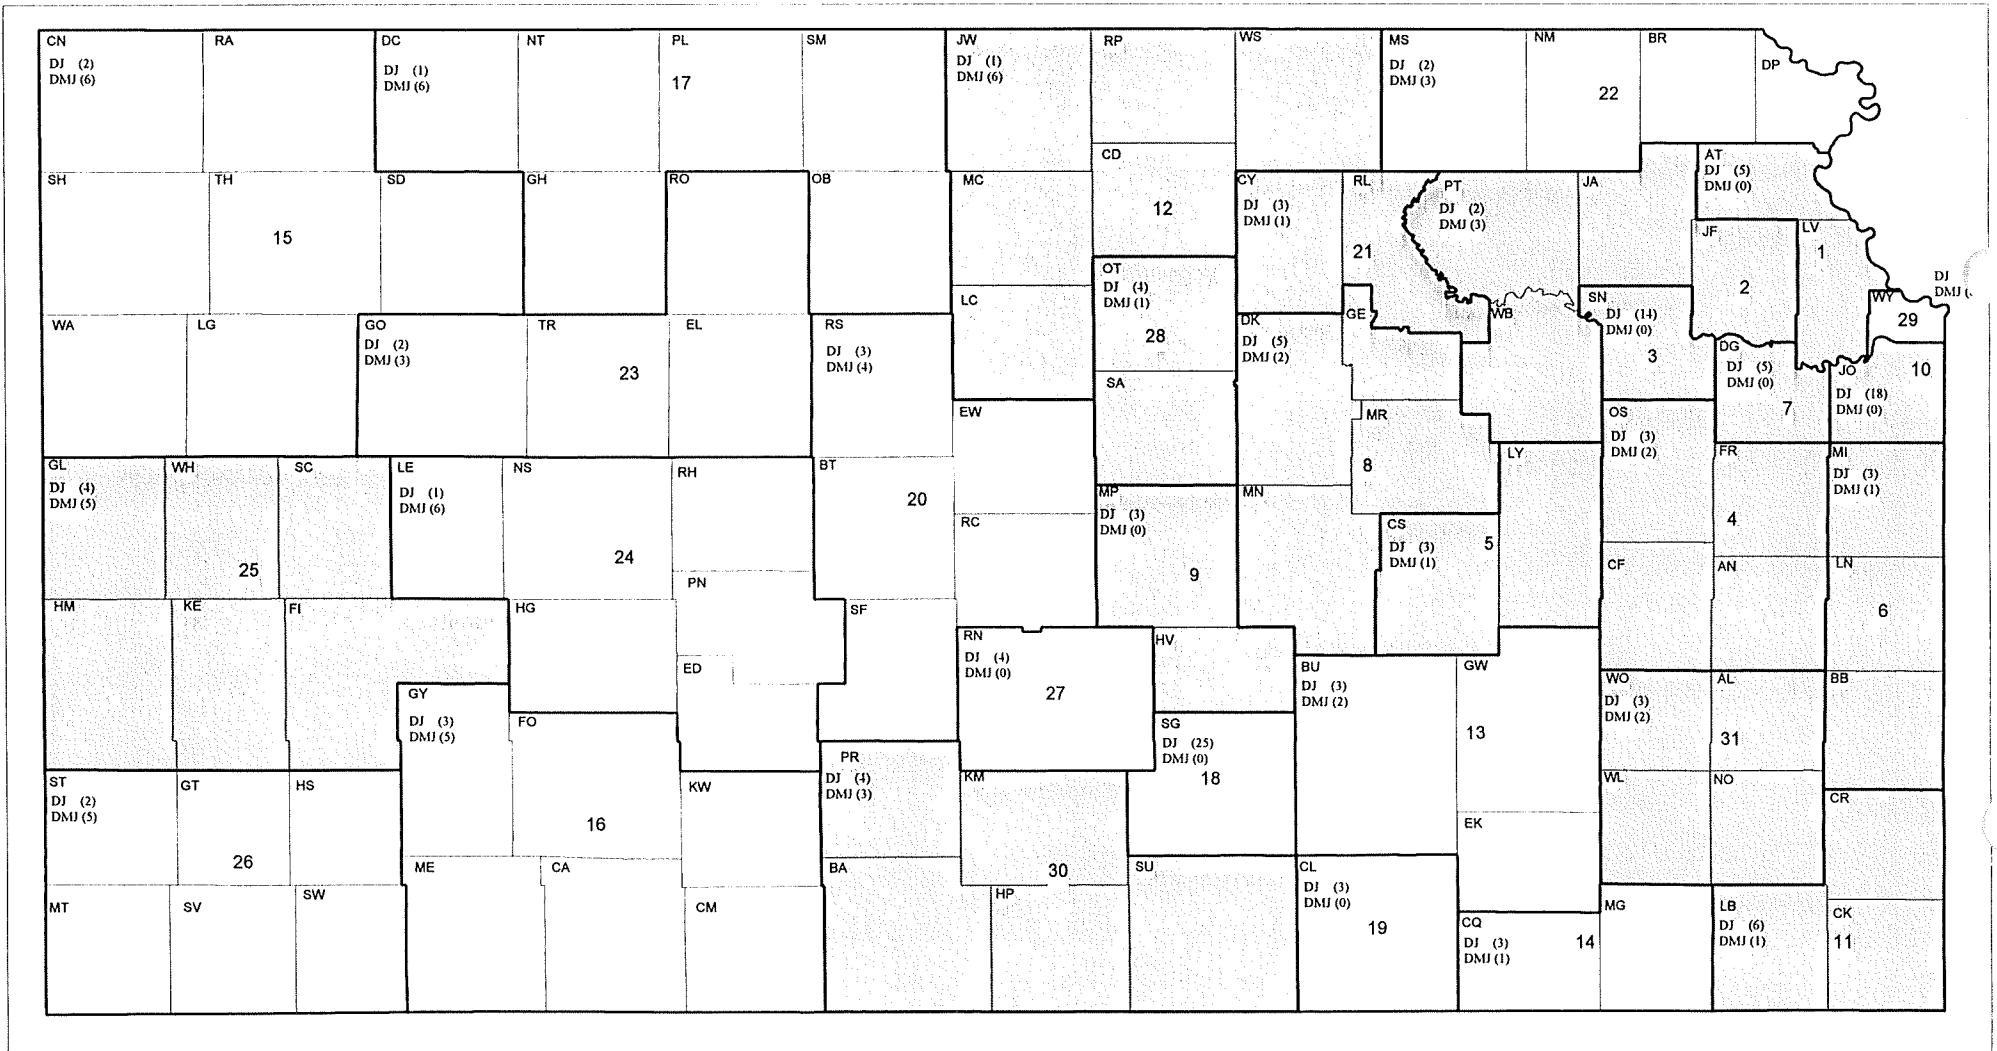 CN RA DC NT PL SM JW RP WS MS NM BR
DP
DJ (2)
DMJ (6)
DJ (1)
DMJ (6)
17
DJ (1)
DMJ (6)
DJ (2)
DMJ (3)
22
CD
AT
DJ (5)
DMJ (0)
SH TH SD GH RO OB MC CY RL PT JA
15
12
DJ (3)
DMJ (1)
DJ (2)
DMJ (3)
21
JF
2
LV
1
OT
DJ (4)
DMJ (1)
28
LC
GE
WB
SN
DJ (14)
DMJ (0)
3
DJ
DMJ (
WY
29
WA LG GO TR EL RS DK
DJ (2)
DMJ (3)
23
DJ (3)
DMJ (4)
DJ (5)
DMJ (2)
DG
DJ (5)
DMJ (0)
7
JO
10
DJ (18)
DMJ (0)
SA
EW
MR
8
OS
DJ (3)
DMJ (2)
GL WH SC LE NS RH BT LY FR MI
DJ (4)
DMJ (5)
25
DJ (1)
DMJ (6)
24
20
DJ (3)
DMJ (1)
4
MP
DJ (3)
DMJ (0)
9
MN
RC
CS
DJ (3)
DMJ (1)
5
PN
CF AN LN
6
HM KE FI HG SF
RN
DJ (4)
DMJ (0)
27
HV
ED
BU
DJ (3)
DMJ (2)
GW
13
WO
DJ (3)
DMJ (2)
AL
31
BB
GY
DJ (3)
DMJ (5)
FO
16
SG
DJ (25)
DMJ (0)
18
PR
DJ (4)
DMJ (3)
ST
DJ (2)
DMJ (5)
GT HS
26
KW
KM
30
WL NO
CR
EK
ME CA BA SU
CL
DJ (3)
DMJ (0)
19
HP
MT SV SW CM
CQ
DJ (3)
DMJ (1)
14
MG
LB
DJ (6)
DMJ (1)
CK
11